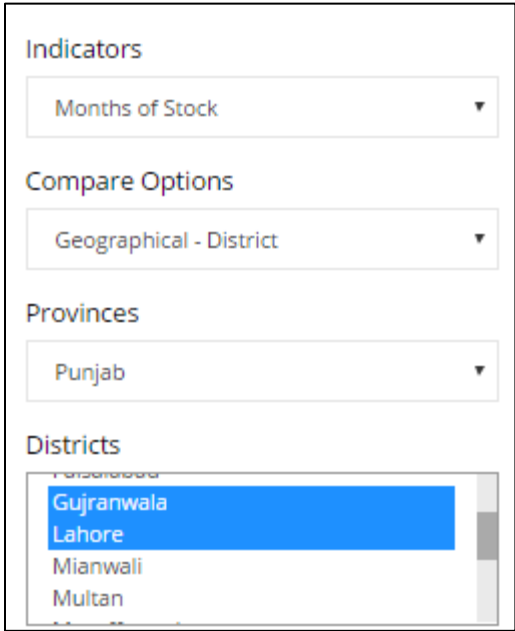 Indicators
Months of Stock
Compare Options
Geographical - District
Provinces
Punjab
Districts
Gujranwala
Lahore
Mianwali
Multan